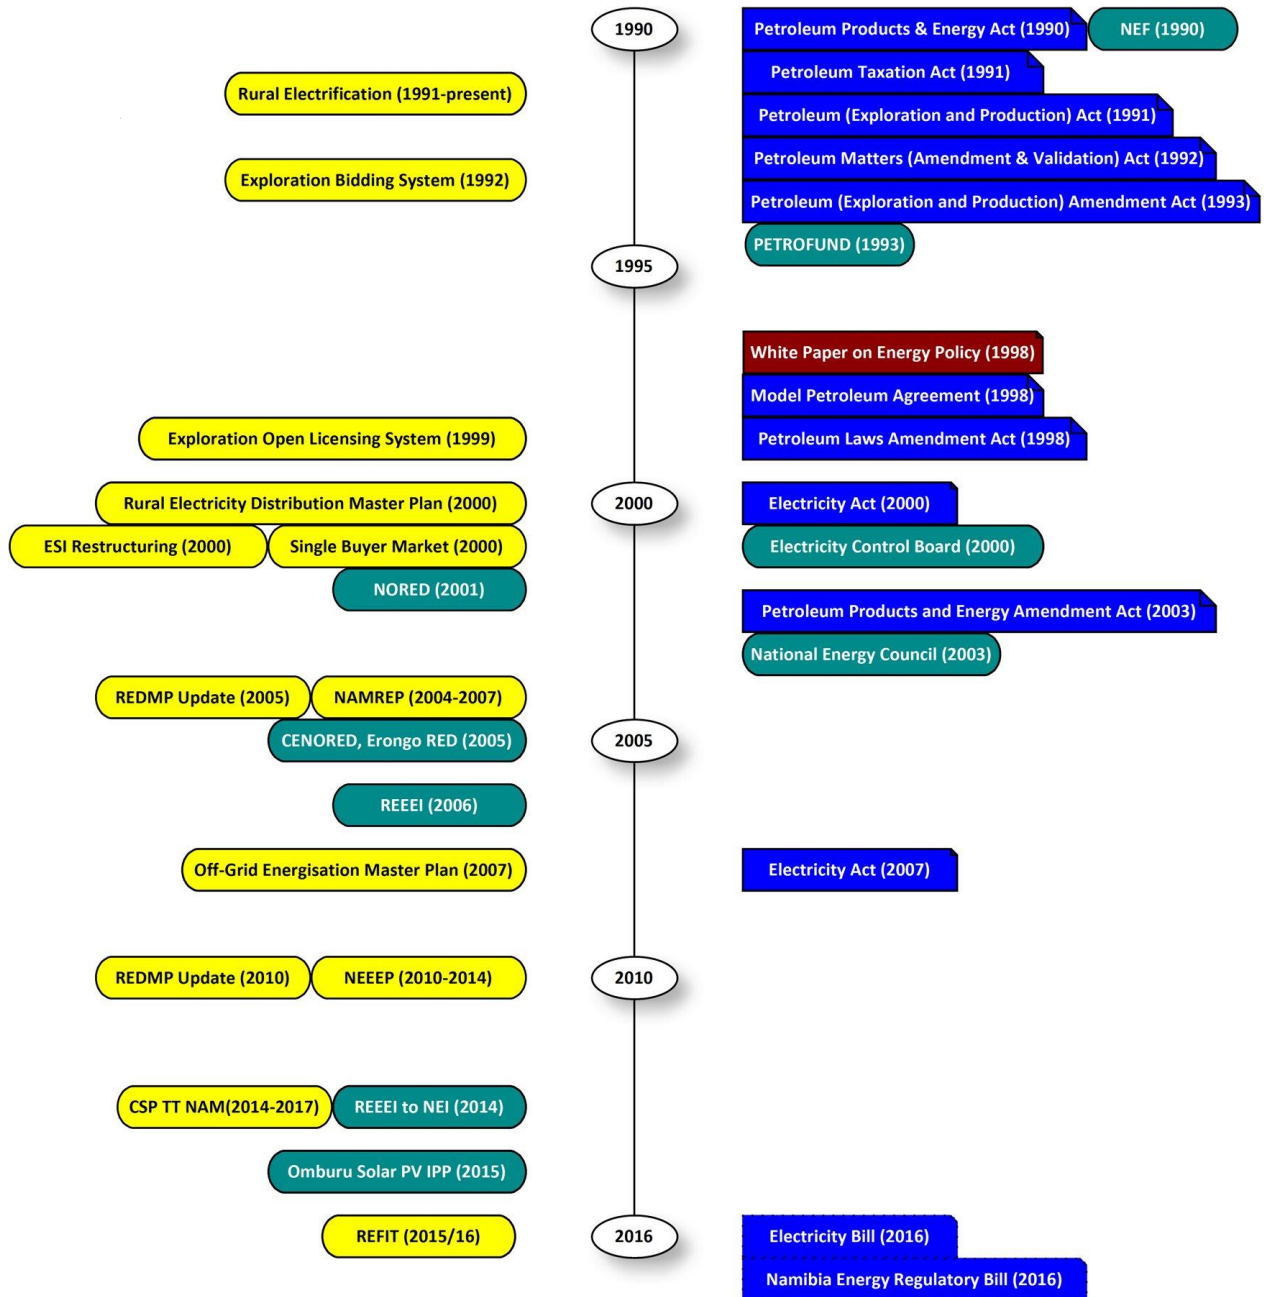 1990
Petroleum Products & Energy Act (1990)
NEF (1990)
Petroleum Taxation Act (1991)
Rural Electrification (1991-present)
Petroleum (Exploration and Production) Act (1991)
Petroleum Matters (Amendment & Validation) Act (1992)
Exploration Bidding System (1992)
Petroleum (Exploration and Production) Amendment Act (1993)
PETROFUND (1993)
1995
White Paper on Energy Policy (1998)
Model Petroleum Agreement (1998)
Exploration Open Licensing System (1999)
Petroleum Laws Amendment Act (1998)
Rural Electricity Distribution Master Plan (2000)
2000
Electricity Act (2000)
ESI Restructuring (2000)
Single Buyer Market (2000)
Electricity Control Board (2000)
NORED (2001)
Petroleum Products and Energy Amendment Act (2003)
National Energy Council (2003)
REDMP Update (2005)
NAMREP (2004-2007)
CENORED, Erongo RED (2005)
2005
REEEI (2006)
Off-Grid Energisation Master Plan (2007)
Electricity Act (2007)
REDMP Update (2010)
NEEEP (2010-2014)
2010
CSP TT NAM(2014-2017)
REEEI to NEI (2014)
Omburu Solar PV IPP (2015)
REFIT (2015/16)
2016
Electricity Bill (2016)
Namibia Energy Regulatory Bill (2016)